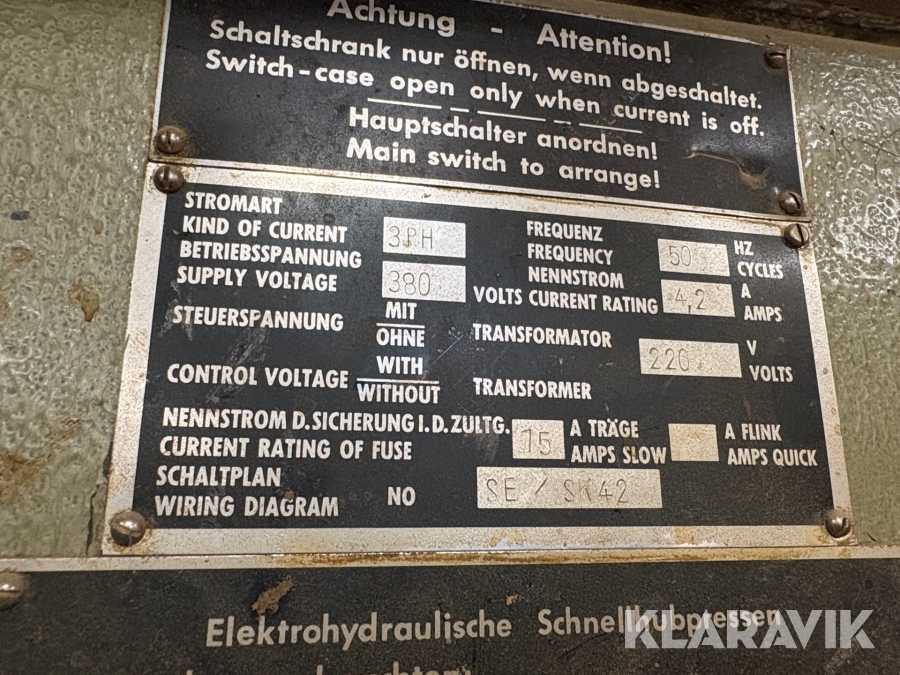 Achtung - Attention!
Schaltschrank nur öffnen, wenn abgeschaltet.
Switch-case open only when current is off.
Hauptschalter anordnen!
Main switch to arrange!
STROMART
KIND OF CURRENT 3PH
BETRIEBSSPANNUNG
SUPPLY VOLTAGE 380 VOLTS
FREQUENZ HZ
FREQUENCY 50 CYCLES
NENNSTROM A
CURRENT RATING 4,2 AMPS
STEUERSPANNUNG MIT
OHNE TRANSFORMATOR 220 V
CONTROL VOLTAGE WITH
WITHOUT TRANSFORMER VOLTS
NENNSTROM D.SICHERUNG I.D.ZULTG. 15 A TRÄGE A FLINK
CURRENT RATING OF FUSE AMPS SLOW AMPS QUICK
SCHALTPLAN
WIRING DIAGRAM NO SE/SK42
Elektrohydraulische Schnellhubpressen
KLARAVIK